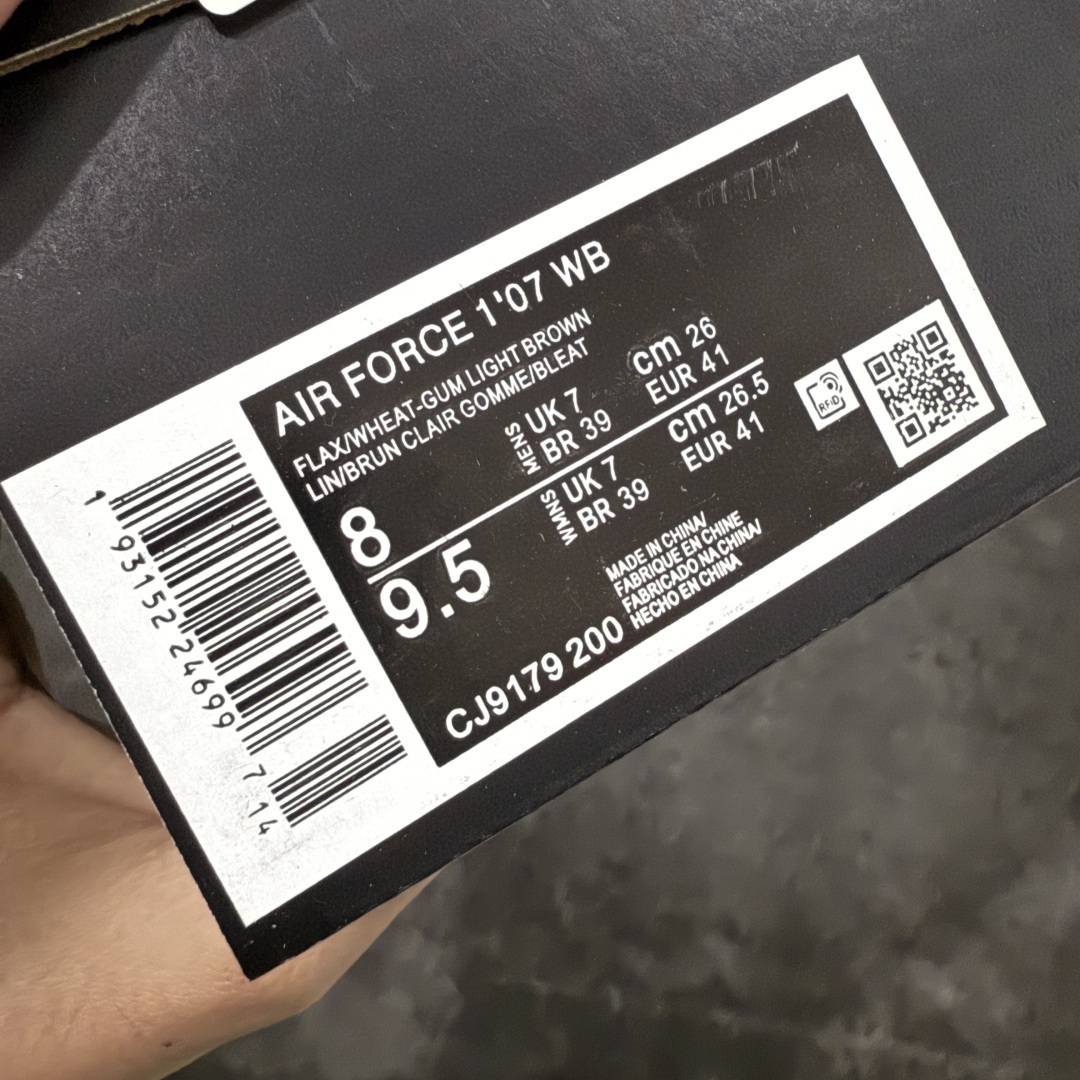 AIR FORCE 1'07 WB
FLAX/WHEAT-GUM LIGHT BROWN
LIN/BRUN CLAIR GOMME/BLEAT
8
MENS
UK 7
BR 39
cm 26
EUR 41
9.5
WMNS
UK 7
BR 39
cm 26.5
EUR 41
RFID
CJ9179 200
MADE IN CHINA/
FABRIQUE EN CHINE
FABRICADO NA CHINA/
HECHO EN CHINA
1 93152 24699 7 14